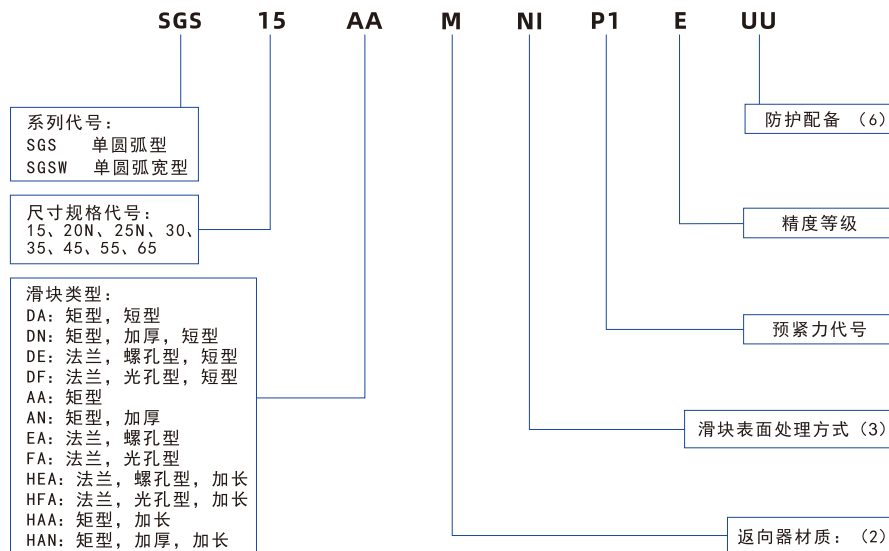 SGS 15 AA M NI P1 E UU
系列代号：
SGS 单圆弧型
SGSW 单圆弧宽型
尺寸规格代号：
15、20N、25N、30、
35、45、55、65
滑块类型：
DA：矩型，短型
DN：矩型，加厚，短型
DE：法兰，螺孔型，短型
DF：法兰，光孔型，短型
AA：矩型
AN：矩型，加厚
EA：法兰，螺孔型
FA：法兰，光孔型
HEA：法兰，螺孔型，加长
HFA：法兰，光孔型，加长
HAA：矩型，加长
HAN：矩型，加厚，加长
防护配备（6）
精度等级
预紧力代号
滑块表面处理方式（3）
返向器材质：（2）